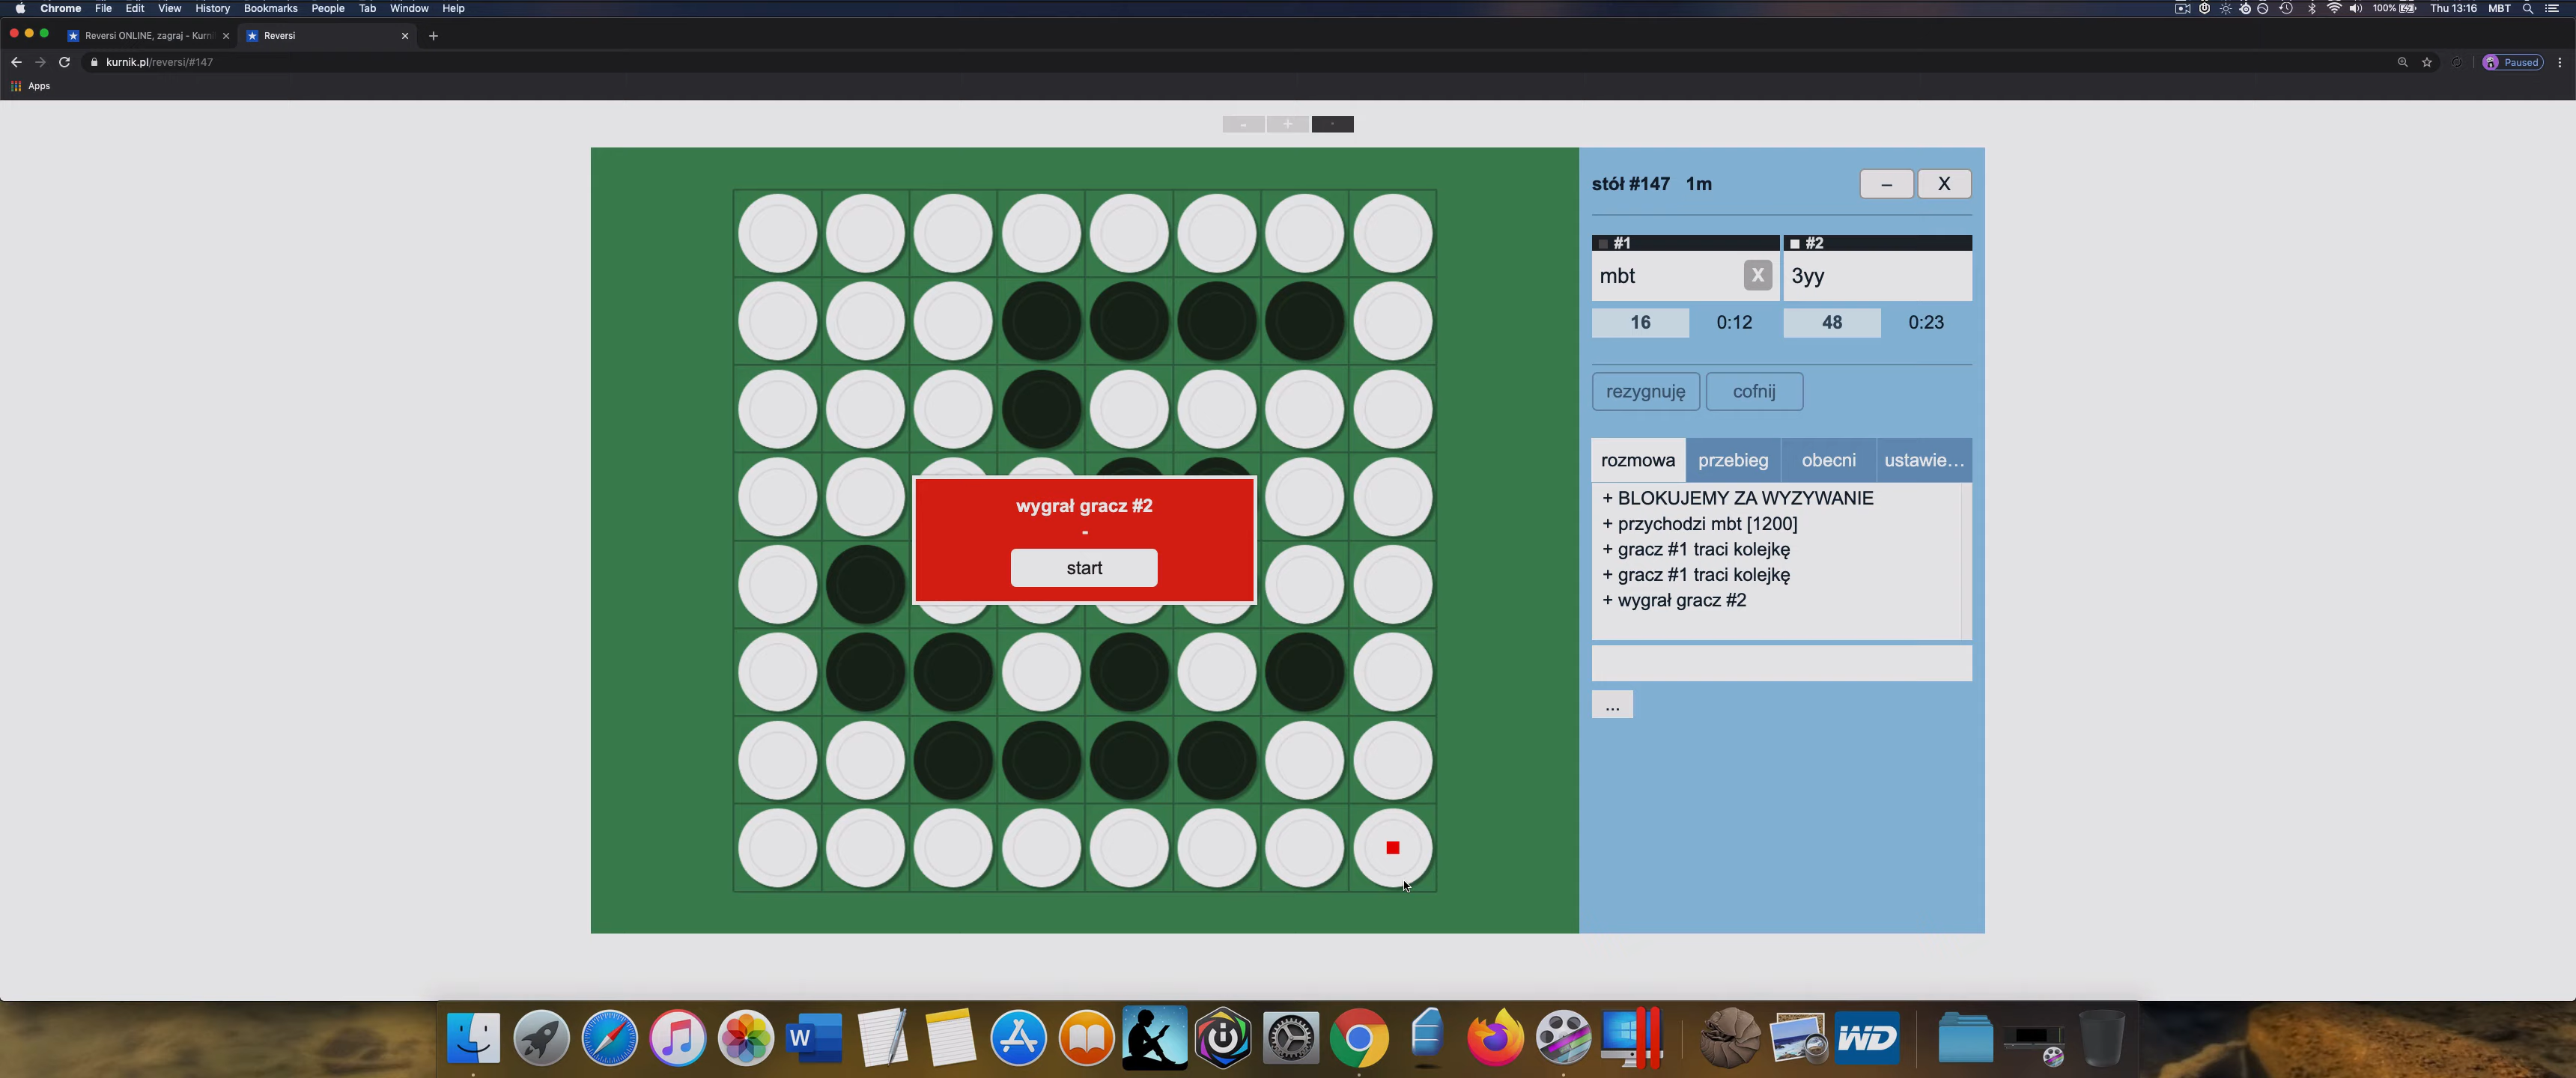 Chrome File Edit View History Bookmarks People Tab Window Help 100% Thu 13:16 MBT
Reversi ONLINE, zagraj - Kurni Reversi
kurnik.pl/reversi/#147 Paused
Apps
- +
stół #147 1m – X
#1 #2
mbt X 3yy
16 0:12 48 0:23
rezygnuję cofnij
rozmowa przebieg obecni ustawie...
+ BLOKUJEMY ZA WYZYWANIE
+ przychodzi mbt [1200]
+ gracz #1 traci kolejkę
+ gracz #1 traci kolejkę
+ wygrał gracz #2
...
wygrał gracz #2
-
start
W
WD